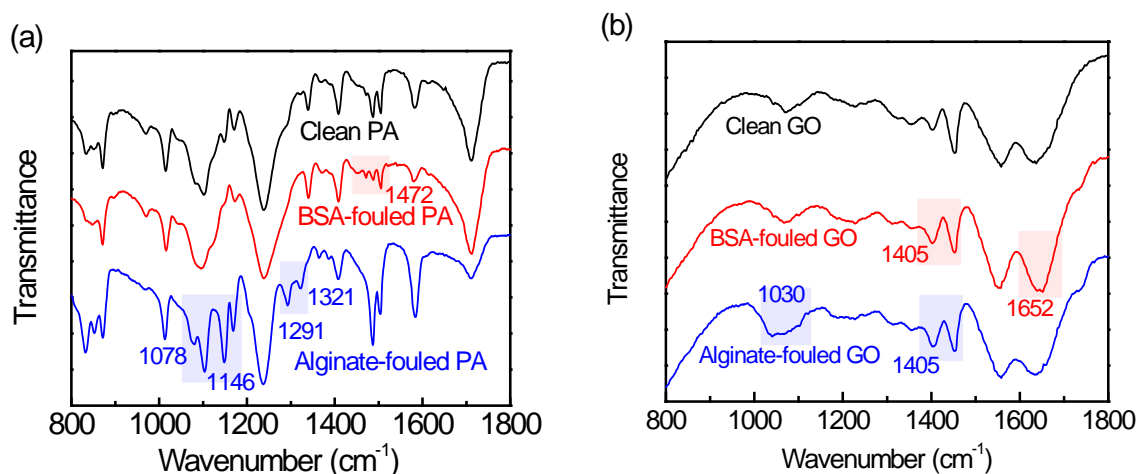 (a)
Transmittance
Clean PA
1472
BSA-fouled PA
1321
1291
1078
1146
Alginate-fouled PA
800 1000 1200 1400 1600 1800
Wavenumber (cm⁻¹)
(b)
Transmittance
Clean GO
BSA-fouled GO
1405
1652
1030
Alginate-fouled GO
1405
800 1000 1200 1400 1600 1800
Wavenumber (cm⁻¹)